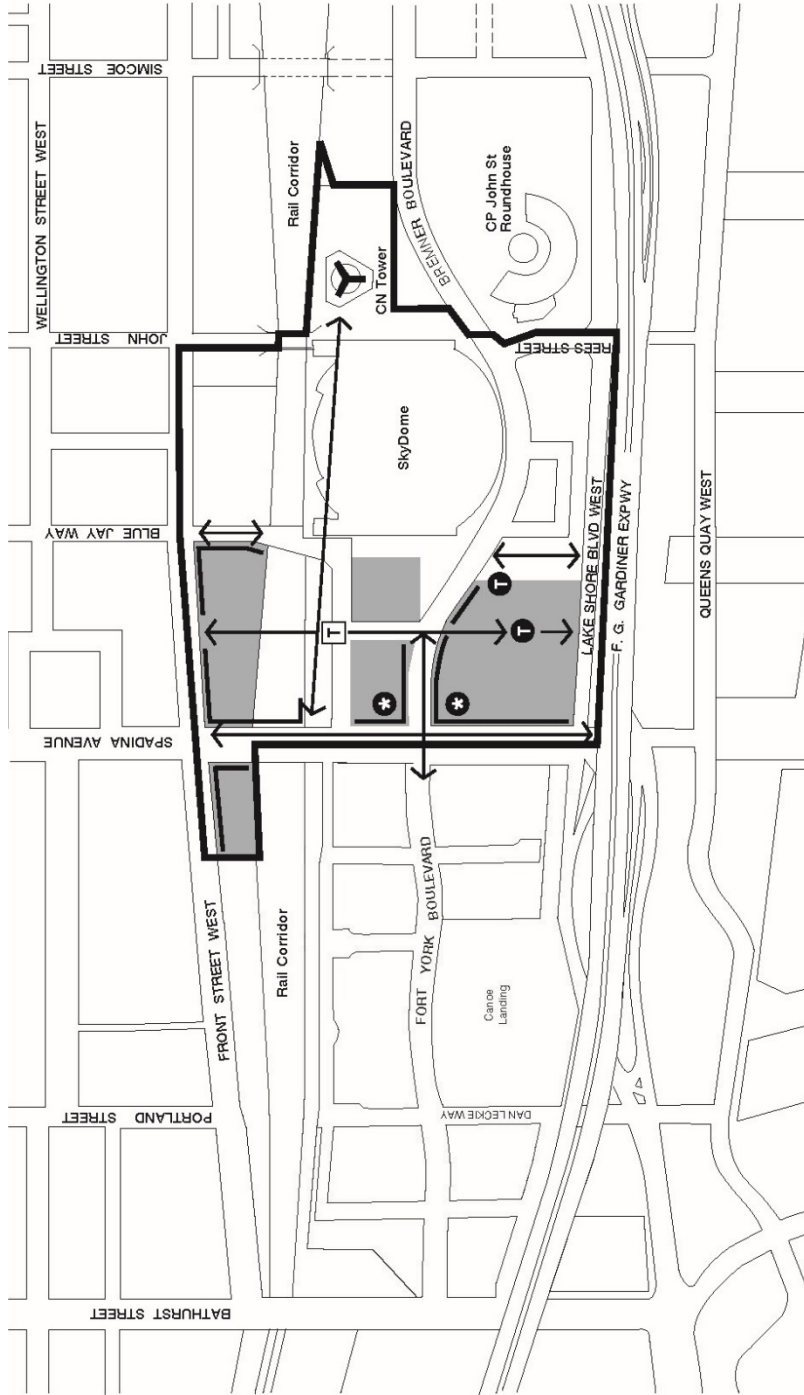 SIMCOE STREET
WELLINGTON STREET WEST
Rail Corridor
BREMNER BOULEVARD
CP John St
Roundhouse
CN Tower
JOHN STREET
REES STREET
SkyDome
BLUE JAY WAY
LAKE SHORE BLVD WEST
F. G. GARDINER EXPWY
QUEENS QUAY WEST
T
T
T
*
*
SPADINA AVENUE
FORT YORK BOULEVARD
FRONT STREET WEST
Rail Corridor
Canoe
Landing
PORTLAND STREET
DAN LECKIE WAY
BATHURST STREET